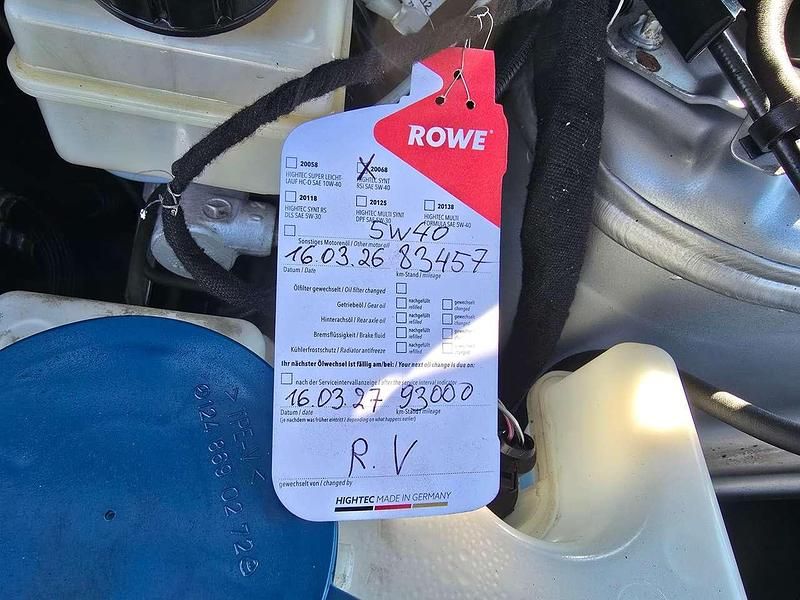 ROWE
20058
HIGHTEC SUPER LEICHT-
LAUF HC-O SAE 10W-40
20068
HIGHTEC SYNT
RSi SAE 5W-40
20118
HIGHTEC SYNT RS
DLS SAE 5W-30
20125
HIGHTEC MULTI SYNT
DPF SAE 5W-30
20138
HIGHTEC MULTI
FORMULA SAE 5W-40
5W40
Sonstiges Motorenöl / Other motor oil
16.03.26 83457
Datum / Date km-Stand / mileage
Ölfilter gewechselt / Oil filter changed
Getriebeöl / Gear oil nachgefüllt refilled gewechselt changed
Hinterachsöl / Rear axle oil nachgefüllt refilled gewechselt changed
Bremsflüssigkeit / Brake fluid nachgefüllt refilled gewechselt changed
Kühlerfrostschutz / Radiator antifreeze nachgefüllt refilled gewechselt changed
Ihr nächster Ölwechsel ist fällig am/bei: / Your next oil change is due on:
nach der Serviceintervallanzeige / after the service interval indicator
16.03.27 93000
Datum / date km-Stand / mileage
(je nachdem was früher eintritt / depending on what happens earlier)
R.V
gewechselt von / changed by
HIGHTEC MADE IN GERMANY
> TPE-V <
124 869 02 72